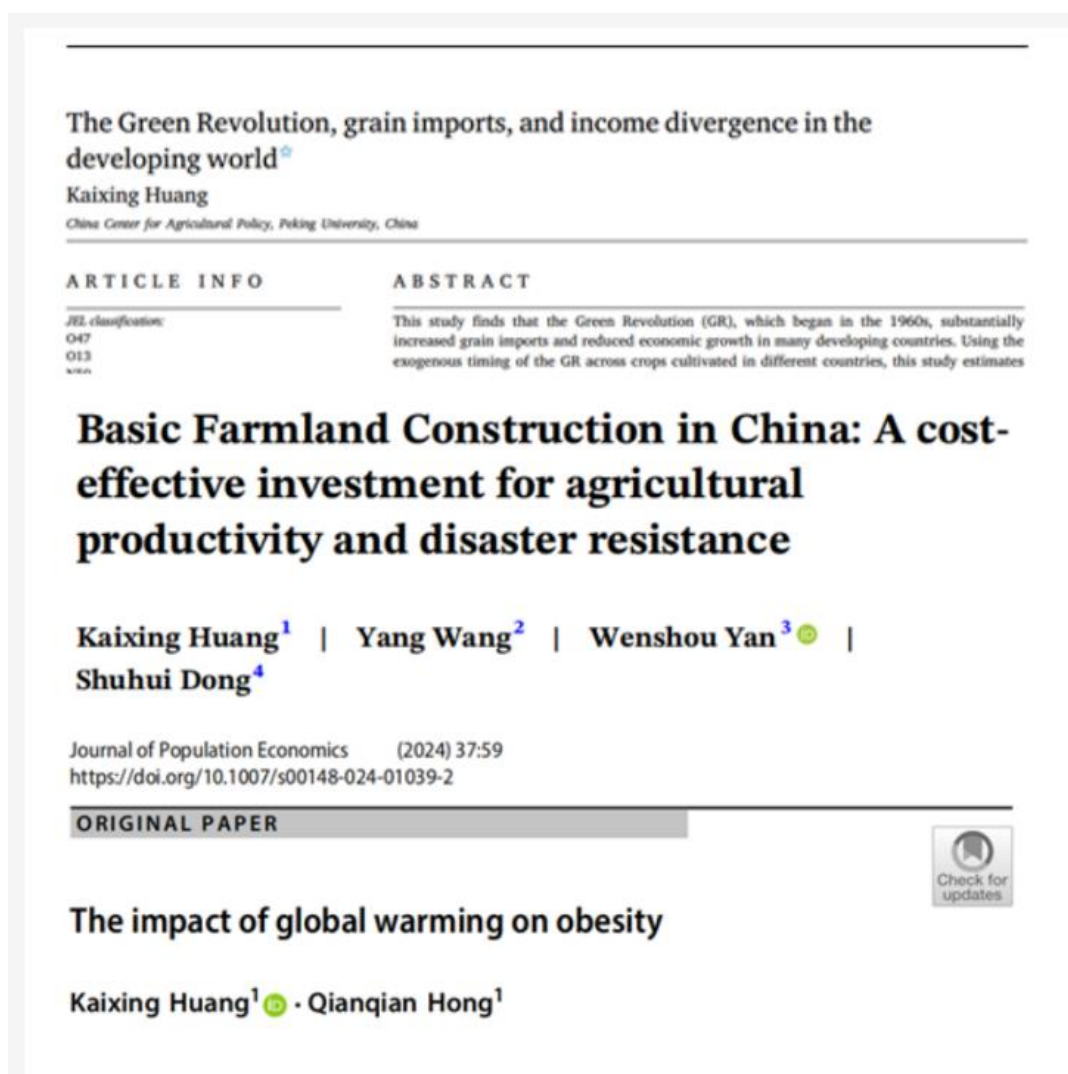 The Green Revolution, grain imports, and income divergence in the
developing world☆
Kaixing Huang
China Center for Agricultural Policy, Peking University, China
ARTICLE INFO
ABSTRACT
JEL classification:
O47
O13
This study finds that the Green Revolution (GR), which began in the 1960s, substantially
increased grain imports and reduced economic growth in many developing countries. Using the
exogenous timing of the GR across crops cultivated in different countries, this study estimates
Basic Farmland Construction in China: A cost-
effective investment for agricultural
productivity and disaster resistance
Kaixing Huang1 | Yang Wang2 | Wenshou Yan3 iD |
Shuhui Dong4
Journal of Population Economics (2024) 37:59
https://doi.org/10.1007/s00148-024-01039-2
ORIGINAL PAPER
Check for
updates
The impact of global warming on obesity
Kaixing Huang1 iD · Qianqian Hong1